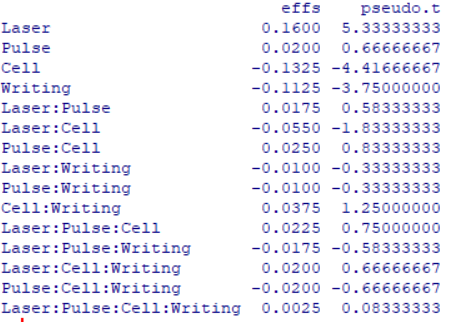 effs pseudo.t
Laser 0.1600 5.33333333
Pulse 0.0200 0.66666667
Cell -0.1325 -4.41666667
Writing -0.1125 -3.75000000
Laser:Pulse 0.0175 0.58333333
Laser:Cell -0.0550 -1.83333333
Pulse:Cell 0.0250 0.83333333
Laser:Writing -0.0100 -0.33333333
Pulse:Writing -0.0100 -0.33333333
Cell:Writing 0.0375 1.25000000
Laser:Pulse:Cell 0.0225 0.75000000
Laser:Pulse:Writing -0.0175 -0.58333333
Laser:Cell:Writing 0.0200 0.66666667
Pulse:Cell:Writing -0.0200 -0.66666667
Laser:Pulse:Cell:Writing 0.0025 0.08333333